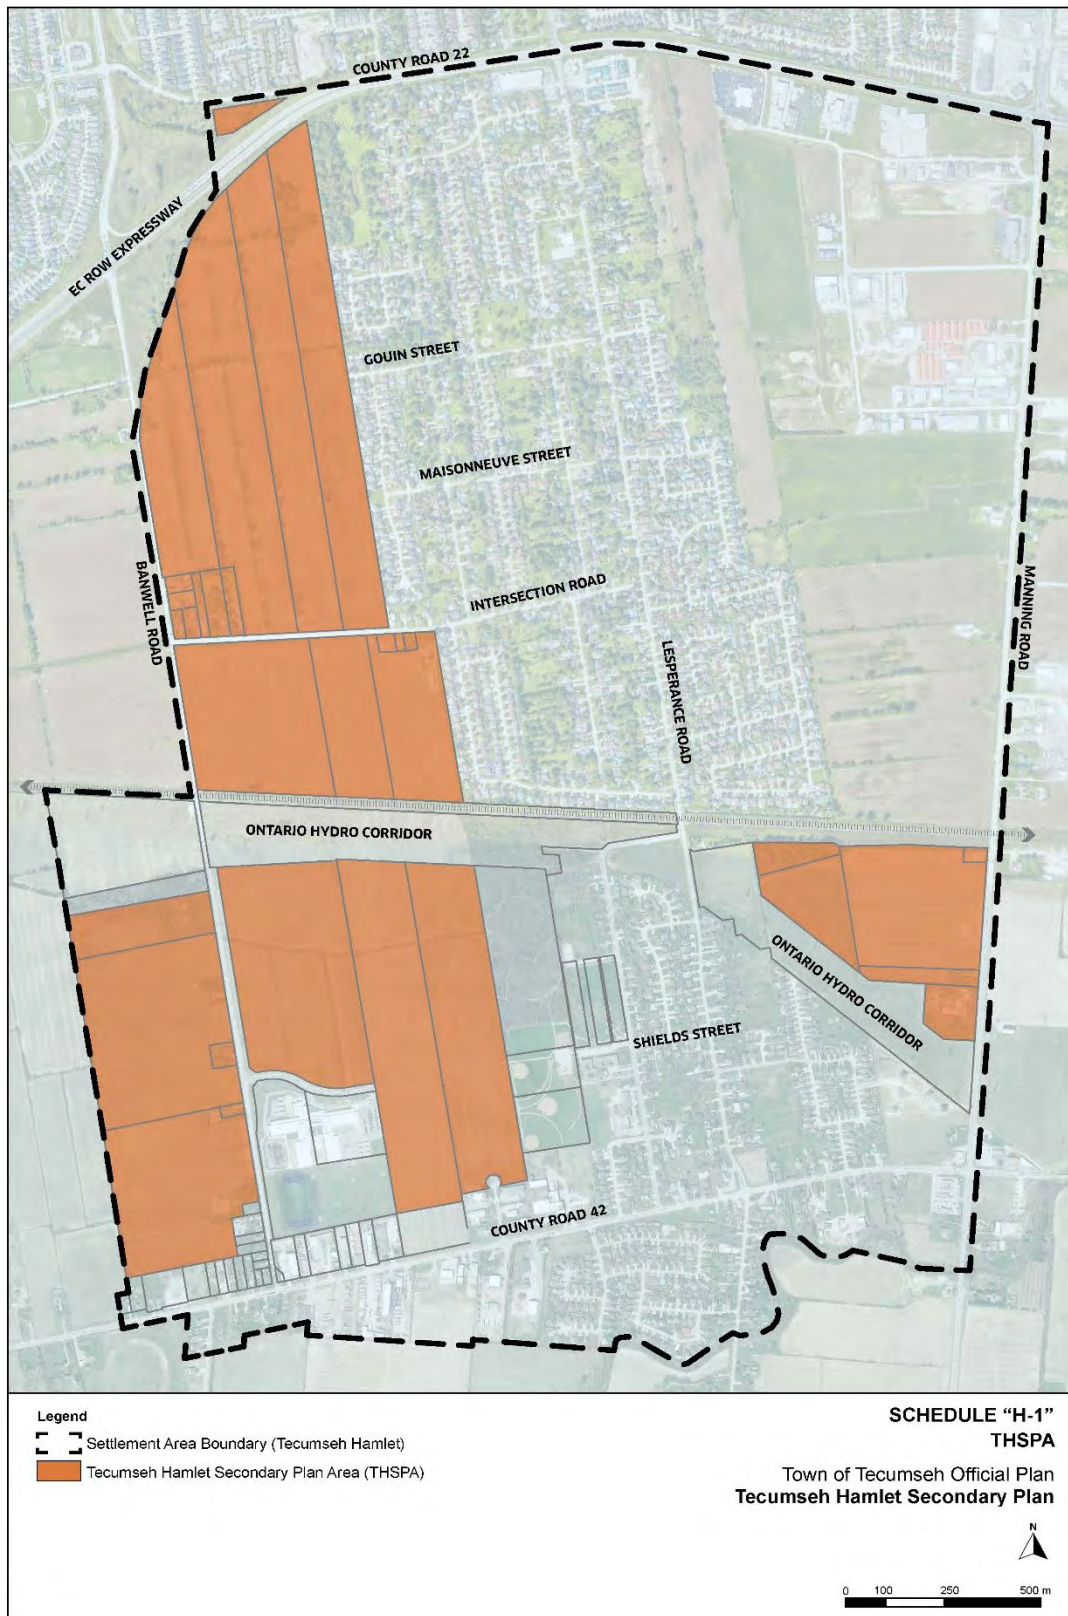 COUNTY ROAD 22
EC ROW EXPRESSWAY
GOUIN STREET
MAISONNEUVE STREET
BANWELL ROAD
INTERSECTION ROAD
MANNING ROAD
LESPERANCE ROAD
ONTARIO HYDRO CORRIDOR
ONTARIO HYDRO CORRIDOR
SHIELDS STREET
COUNTY ROAD 42
Legend
Settlement Area Boundary (Tecumseh Hamlet)
Tecumseh Hamlet Secondary Plan Area (THSPA)
SCHEDULE “H-1”
THSPA
Town of Tecumseh Official Plan
Tecumseh Hamlet Secondary Plan
N
0 100 250 500 m